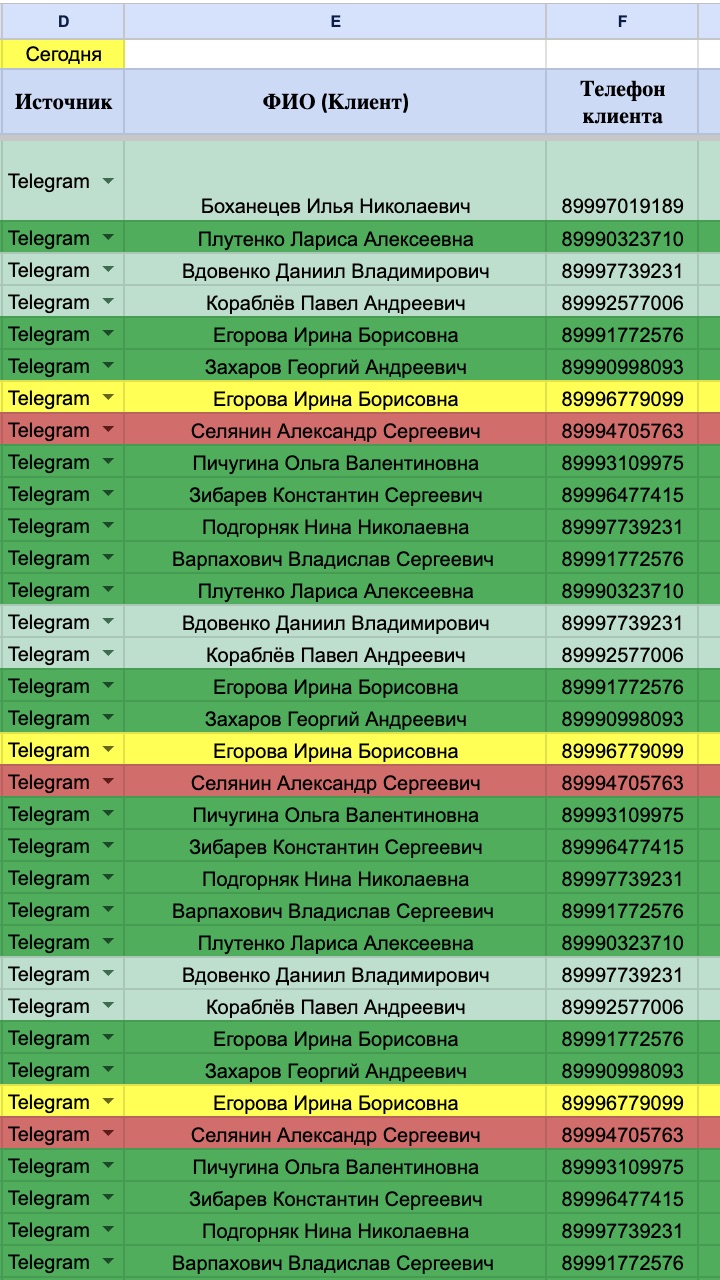 D E F
Сегодня
Источник ФИО (Клиент) Телефон клиента
Telegram Боханецев Илья Николаевич 89997019189
Telegram Плутенко Лариса Алексеевна 89990323710
Telegram Вдовенко Даниил Владимирович 89997739231
Telegram Кораблёв Павел Андреевич 89992577006
Telegram Егорова Ирина Борисовна 89991772576
Telegram Захаров Георгий Андреевич 89990998093
Telegram Егорова Ирина Борисовна 89996779099
Telegram Селянин Александр Сергеевич 89994705763
Telegram Пичугина Ольга Валентиновна 89993109975
Telegram Зибарев Константин Сергеевич 89996477415
Telegram Подгорняк Нина Николаевна 89997739231
Telegram Варпахович Владислав Сергеевич 89991772576
Telegram Плутенко Лариса Алексеевна 89990323710
Telegram Вдовенко Даниил Владимирович 89997739231
Telegram Кораблёв Павел Андреевич 89992577006
Telegram Егорова Ирина Борисовна 89991772576
Telegram Захаров Георгий Андреевич 89990998093
Telegram Егорова Ирина Борисовна 89996779099
Telegram Селянин Александр Сергеевич 89994705763
Telegram Пичугина Ольга Валентиновна 89993109975
Telegram Зибарев Константин Сергеевич 89996477415
Telegram Подгорняк Нина Николаевна 89997739231
Telegram Варпахович Владислав Сергеевич 89991772576
Telegram Плутенко Лариса Алексеевна 89990323710
Telegram Вдовенко Даниил Владимирович 89997739231
Telegram Кораблёв Павел Андреевич 89992577006
Telegram Егорова Ирина Борисовна 89991772576
Telegram Захаров Георгий Андреевич 89990998093
Telegram Егорова Ирина Борисовна 89996779099
Telegram Селянин Александр Сергеевич 89994705763
Telegram Пичугина Ольга Валентиновна 89993109975
Telegram Зибарев Константин Сергеевич 89996477415
Telegram Подгорняк Нина Николаевна 89997739231
Telegram Варпахович Владислав Сергеевич 89991772576